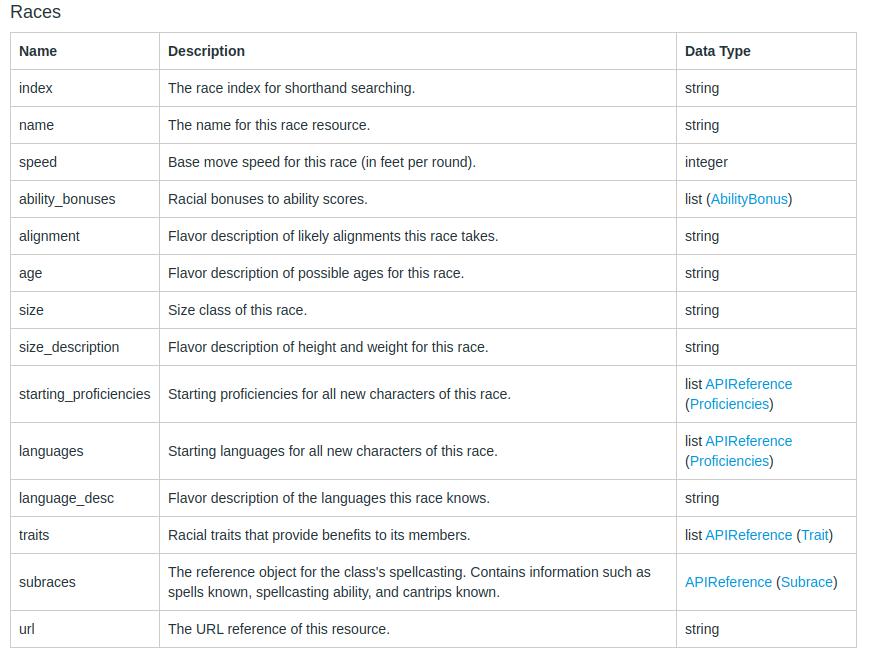 Races
Name Description Data Type
index The race index for shorthand searching. string
name The name for this race resource. string
speed Base move speed for this race (in feet per round). integer
ability_bonuses Racial bonuses to ability scores. list (AbilityBonus)
alignment Flavor description of likely alignments this race takes. string
age Flavor description of possible ages for this race. string
size Size class of this race. string
size_description Flavor description of height and weight for this race. string
starting_proficiencies Starting proficiencies for all new characters of this race. list APIReference
(Proficiencies)
languages Starting languages for all new characters of this race. list APIReference
(Proficiencies)
language_desc Flavor description of the languages this race knows. string
traits Racial traits that provide benefits to its members. list APIReference (Trait)
subraces The reference object for the class's spellcasting. Contains information such as
spells known, spellcasting ability, and cantrips known. APIReference (Subrace)
url The URL reference of this resource. string